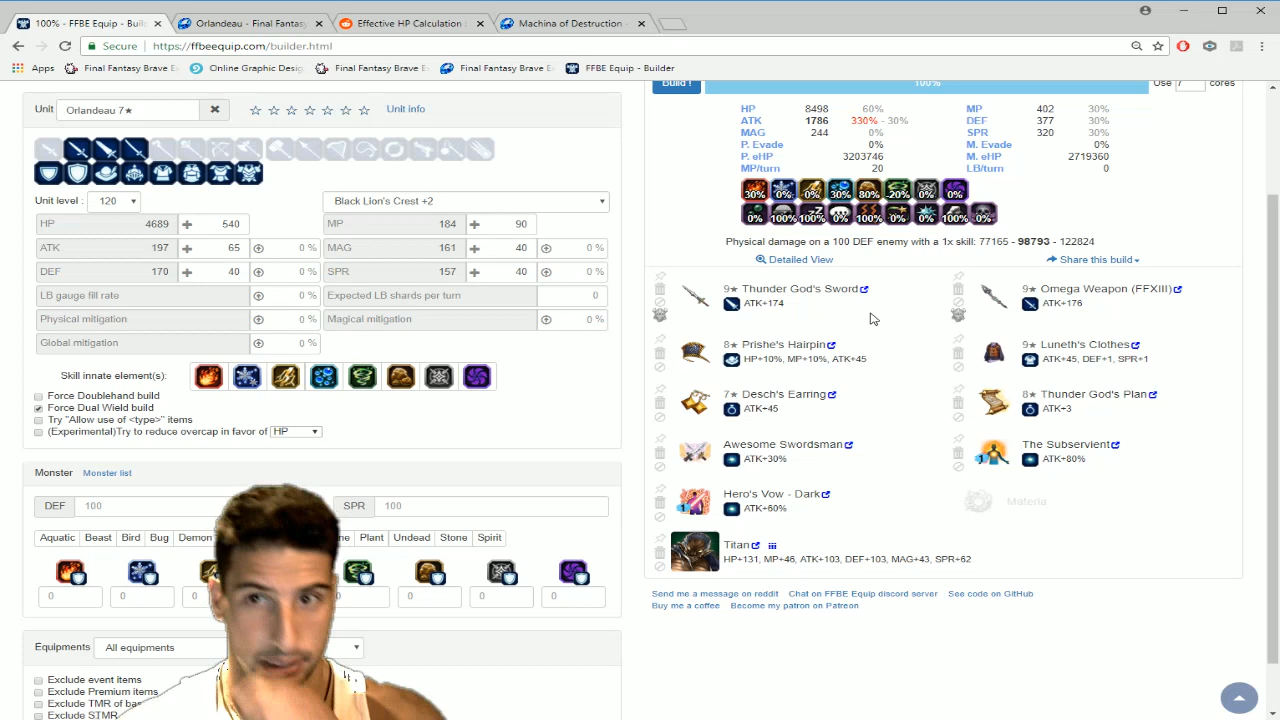 100% - FFBE Equip - Buil
Orlandeau - Final Fantasy
Effective HP Calculation
Machina of Destruction -
Secure
https://ffbeequip.com/builder.html
Apps
Final Fantasy Brave E
Online Graphic Desig
Final Fantasy Brave E
Final Fantasy Brave E
FFBE Equip - Builder
Unit
Orlandeau 7★
Unit info
Unit level :
120
Black Lion's Crest +2
HP 4689 540
MP 184 90
ATK 197 65 0 %
MAG 161 40 0 %
DEF 170 40 0 %
SPR 157 40 0 %
LB gauge fill rate
Expected LB shards per turn 0
Physical mitigation 0 %
Magical mitigation 0 %
Global mitigation 0 %
Skill innate element(s):
Force Doublehand build
Force Dual Wield build
Try "Allow use of <type>" items
(Experimental)Try to reduce overcap in favor of HP
Monster
Monster list
DEF 100
SPR 100
Aquatic Beast Bird Bug Demon
Plant Undead Stone Spirit
0 0 0
0 0 0 0
Equipments
All equipments
Exclude event items
Exclude Premium items
Exclude TMR of ba
Exclude STMR
Build !
100%
Use 7 cores
HP 8498 60%
MP 402 30%
ATK 1786 330% - 30%
DEF 377 30%
MAG 244 0%
SPR 320 30%
P. Evade 0%
M. Evade 0%
P. eHP 3203746
M. eHP 2719360
MP/turn 20
LB/turn 0
30% 0% 0% 30% 80% -20% 0% 0%
0% 100% 100% 0% 100% 0% 0% 100% 0%
Physical damage on a 100 DEF enemy with a 1x skill: 77165 - 98793 - 122824
Detailed View
Share this build
9★ Thunder God's Sword
ATK+174
9★ Omega Weapon (FFXIII)
ATK+176
8★ Prishe's Hairpin
HP+10%, MP+10%, ATK+45
9★ Luneth's Clothes
ATK+45, DEF+1, SPR+1
7★ Desch's Earring
ATK+45
8★ Thunder God's Plan
ATK+3
Awesome Swordsman
ATK+30%
The Subservient
ATK+80%
1
Hero's Vow - Dark
ATK+60%
1
Materia
Titan
HP+131, MP+46, ATK+103, DEF+103, MAG+43, SPR+62
Send me a message on reddit
Chat on FFBE Equip discord server
See code on GitHub
Buy me a coffee
Become my patron on Patreon